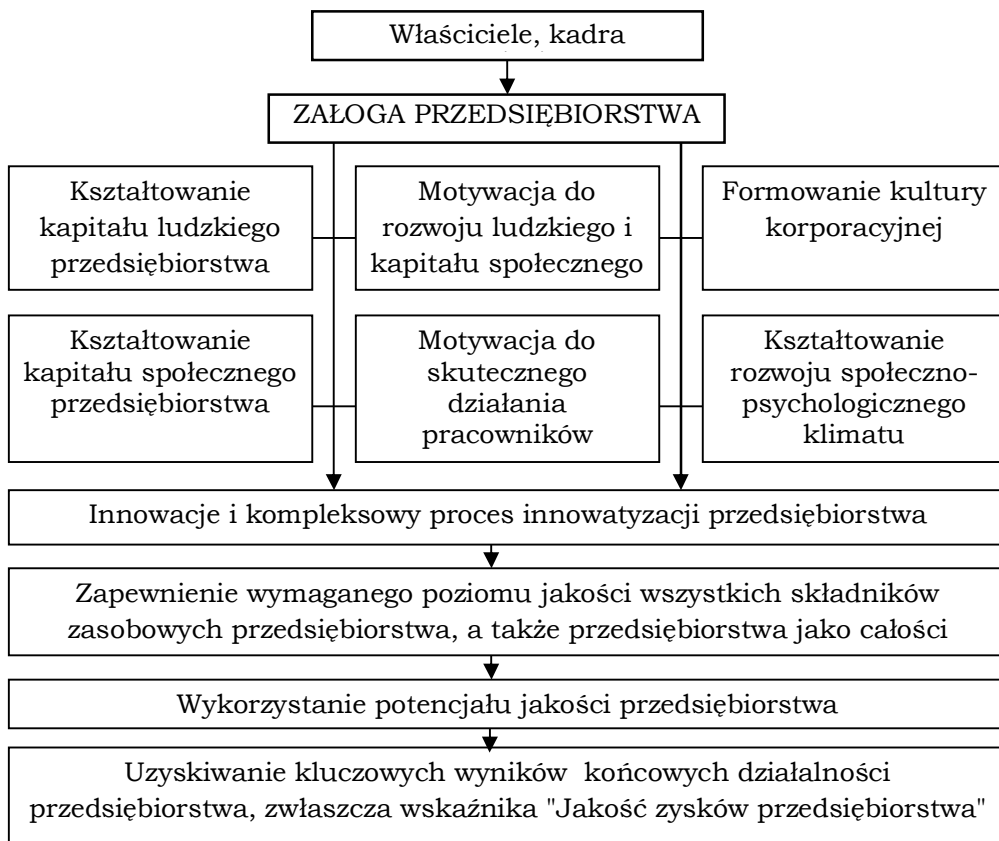 Właściciele, kadra
ZAŁOGA PRZEDSIĘBIORSTWA
Kształtowanie
kapitału ludzkiego
przedsiębiorstwa
Motywacja do
rozwoju ludzkiego i
kapitału społecznego
Formowanie kultury
korporacyjnej
Kształtowanie
kapitału społecznego
przedsiębiorstwa
Motywacja do
skutecznego
działania
pracowników
Kształtowanie
rozwoju społeczno-
psychologicznego
klimatu
Innowacje i kompleksowy proces innowatyzacji przedsiębiorstwa
Zapewnienie wymaganego poziomu jakości wszystkich składników
zasobowych przedsiębiorstwa, a także przedsiębiorstwa jako całości
Wykorzystanie potencjału jakości przedsiębiorstwa
Uzyskiwanie kluczowych wyników końcowych działalności
przedsiębiorstwa, zwłaszcza wskaźnika "Jakość zysków przedsiębiorstwa"